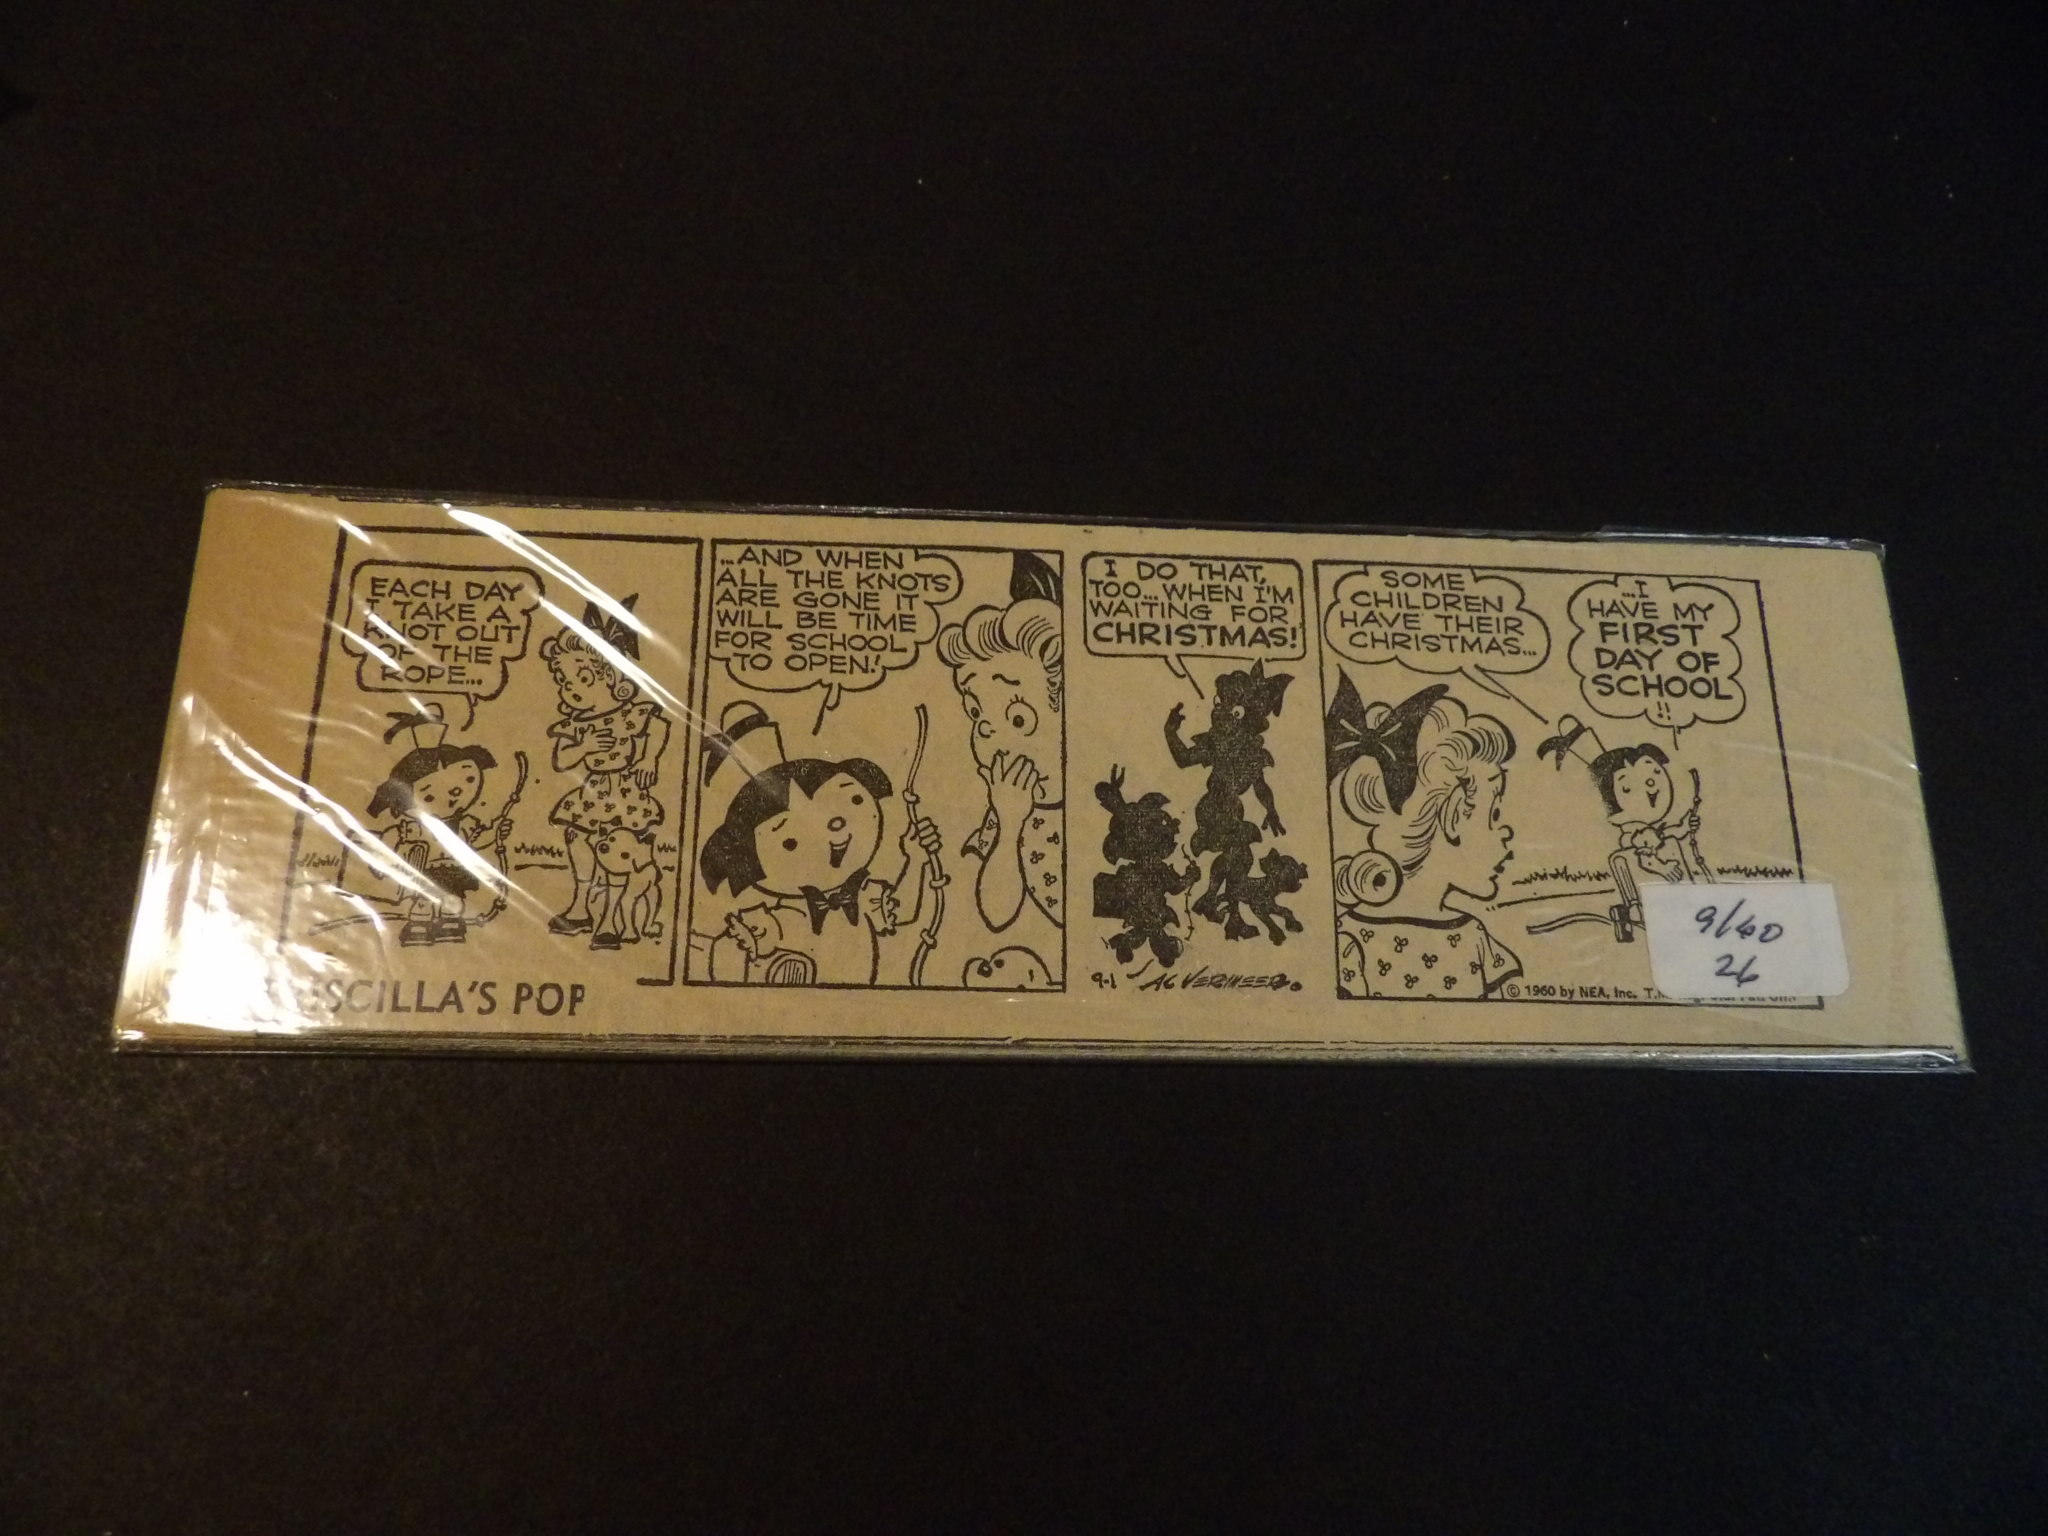 EACH DAY
I TAKE A
KNOT OUT
OF THE
ROPE...
...AND WHEN
ALL THE KNOTS
ARE GONE IT
WILL BE TIME
FOR SCHOOL
TO OPEN!
I DO THAT,
TOO...WHEN I'M
WAITING FOR
CHRISTMAS!
SOME
CHILDREN
HAVE THEIR
CHRISTMAS...
...I
HAVE MY
FIRST
DAY OF
SCHOOL
!!
9-1 AL VERMEER.
© 1960 by NEA, Inc.
9/60
26
ISCILLA'S POP